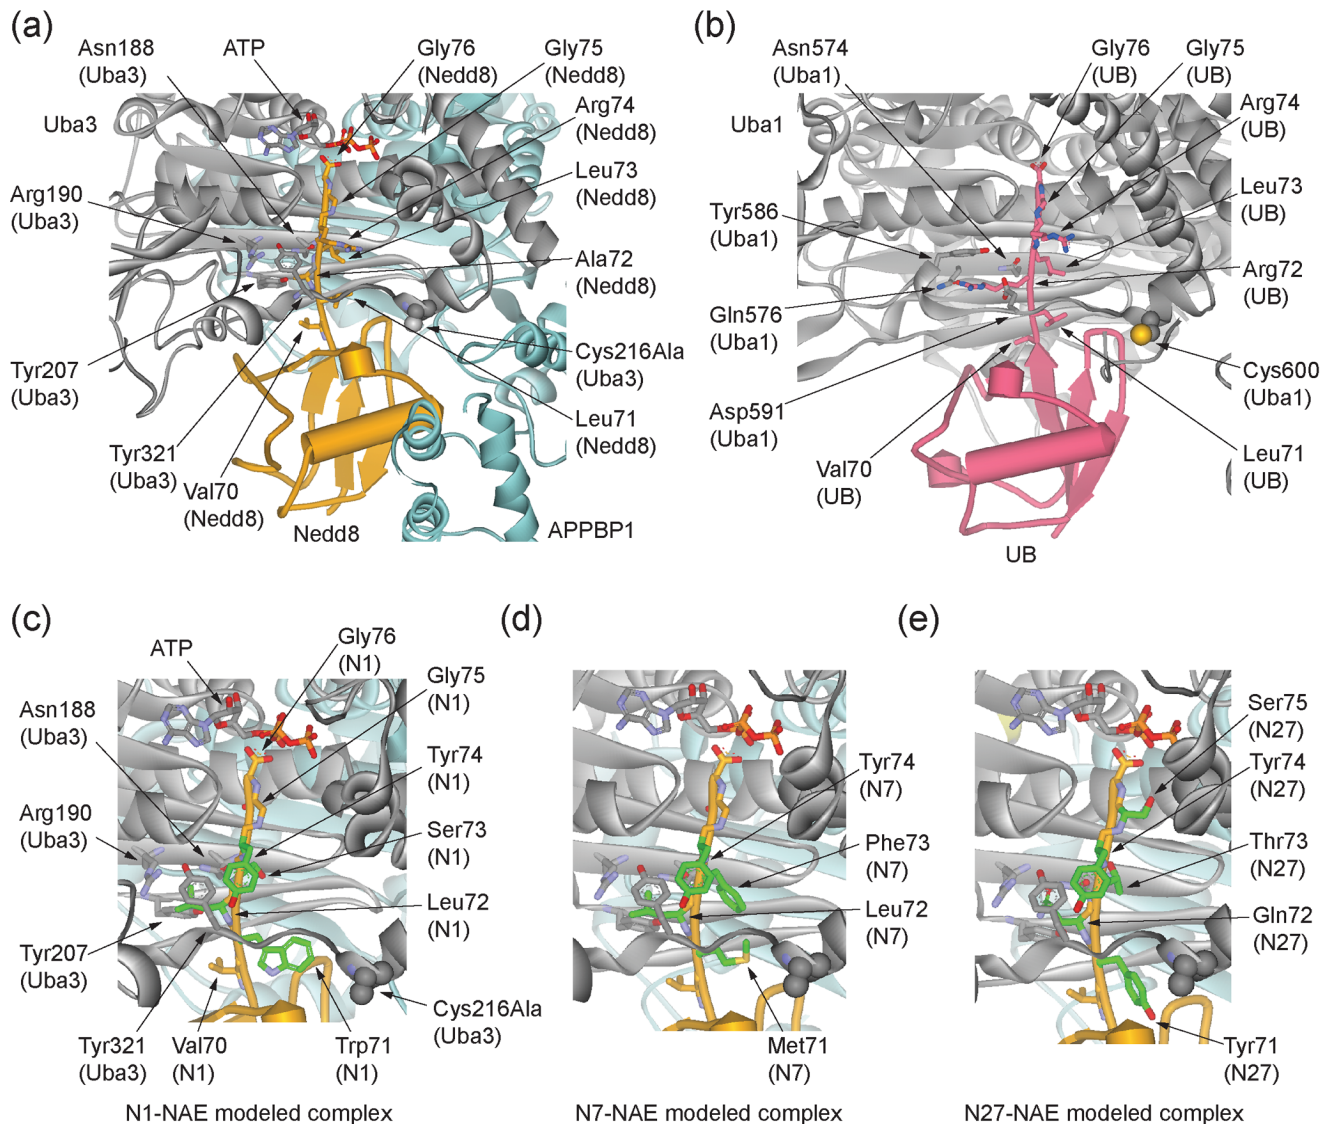 (a)
Asn188
(Uba3)
ATP
Gly76
(Nedd8)
Gly75
(Nedd8)
Uba3
Arg74
(Nedd8)
Leu73
(Nedd8)
Arg190
(Uba3)
Ala72
(Nedd8)
Tyr207
(Uba3)
Cys216Ala
(Uba3)
Leu71
(Nedd8)
Tyr321
(Uba3)
Val70
(Nedd8)
Nedd8
APPBP1
(b)
Asn574
(Uba1)
Gly76
(UB)
Gly75
(UB)
Uba1
Arg74
(UB)
Leu73
(UB)
Tyr586
(Uba1)
Arg72
(UB)
Gln576
(Uba1)
Cys600
(Uba1)
Asp591
(Uba1)
Val70
(UB)
Leu71
(UB)
UB
(c)
ATP
Gly76
(N1)
Gly75
(N1)
Asn188
(Uba3)
Tyr74
(N1)
Arg190
(Uba3)
Ser73
(N1)
Leu72
(N1)
Tyr207
(Uba3)
Cys216Ala
(Uba3)
Tyr321
(Uba3)
Val70
(N1)
Trp71
(N1)
N1-NAE modeled complex
(d)
Tyr74
(N7)
Phe73
(N7)
Leu72
(N7)
Met71
(N7)
N7-NAE modeled complex
(e)
Ser75
(N27)
Tyr74
(N27)
Thr73
(N27)
Gln72
(N27)
Tyr71
(N27)
N27-NAE modeled complex